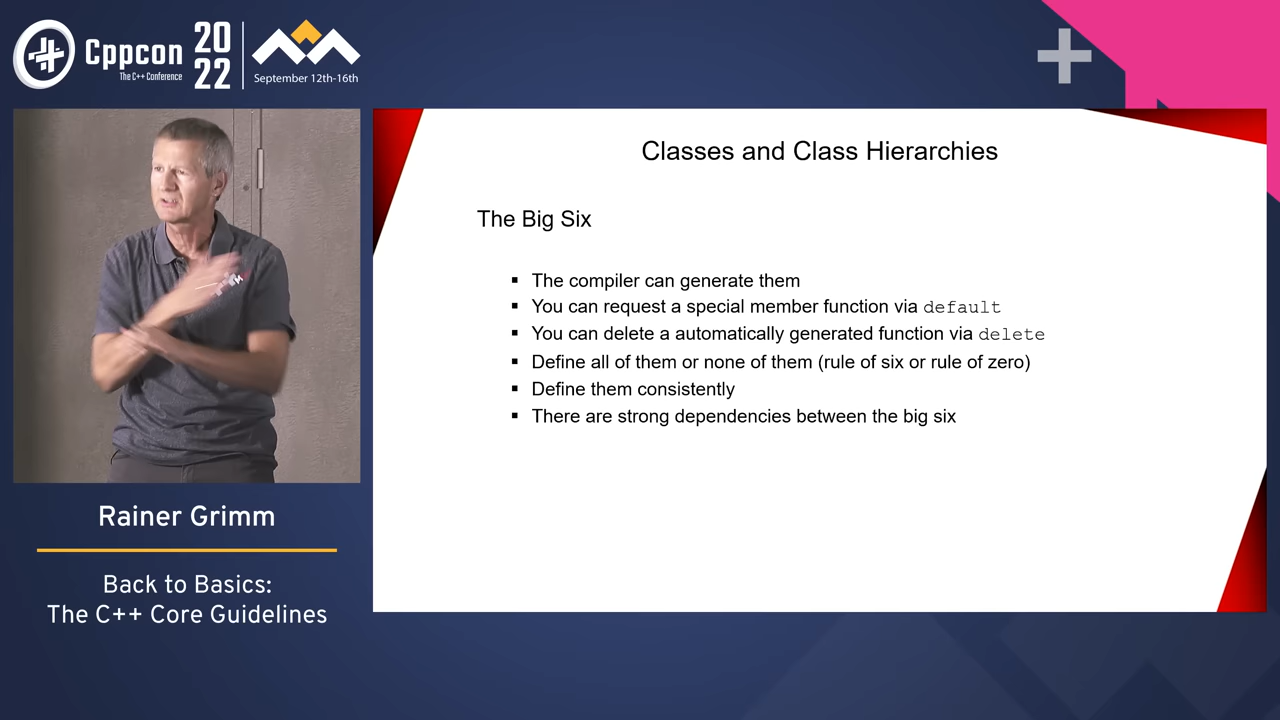 Cppcon
The C++ Conference
20
22
September 12th-16th
Classes and Class Hierarchies
The Big Six
▪ The compiler can generate them
▪ You can request a special member function via default
▪ You can delete a automatically generated function via delete
▪ Define all of them or none of them (rule of six or rule of zero)
▪ Define them consistently
▪ There are strong dependencies between the big six
Rainer Grimm
Back to Basics:
The C++ Core Guidelines